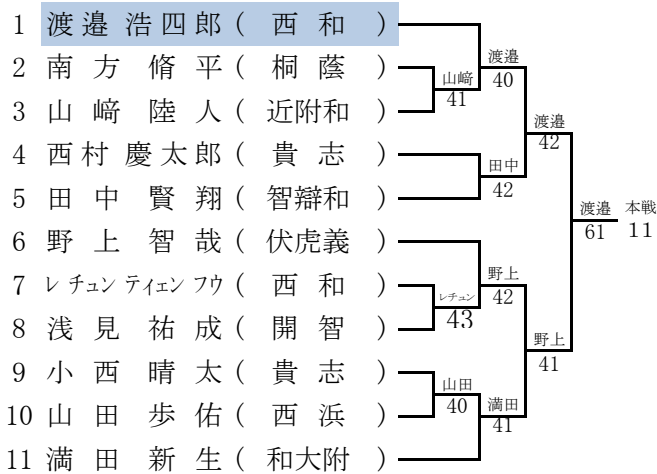 1 渡邉 浩四郎 ( 西 和 )
2 南 方 脩 平 ( 桐 蔭 )
3 山 﨑 陸 人 ( 近附和 )
4 西村 慶太郎 ( 貴 志 )
5 田 中 賢 翔 ( 智辯和 )
6 野 上 智 哉 ( 伏虎義 )
7 レ チュン ティエン フウ ( 西 和 )
8 浅 見 祐 成 ( 開 智 )
9 小 西 晴 太 ( 貴 志 )
10 山 田 歩 佑 ( 西 浜 )
11 満 田 新 生 ( 和大附 )
山﨑
41
渡邉
40
田中
42
渡邉
42
レチュン
43
野上
42
山田
40
満田
41
野上
41
渡邉
61
本戦
11